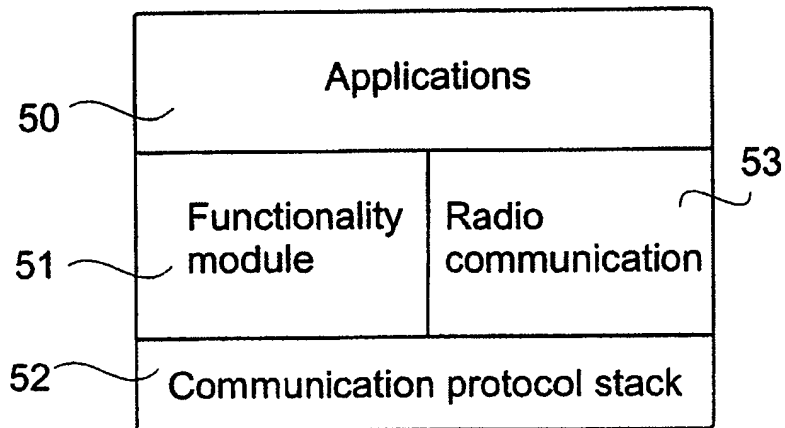 Applications
50
53
Functionality
module
Radio
communication
51
52
Communication protocol stack